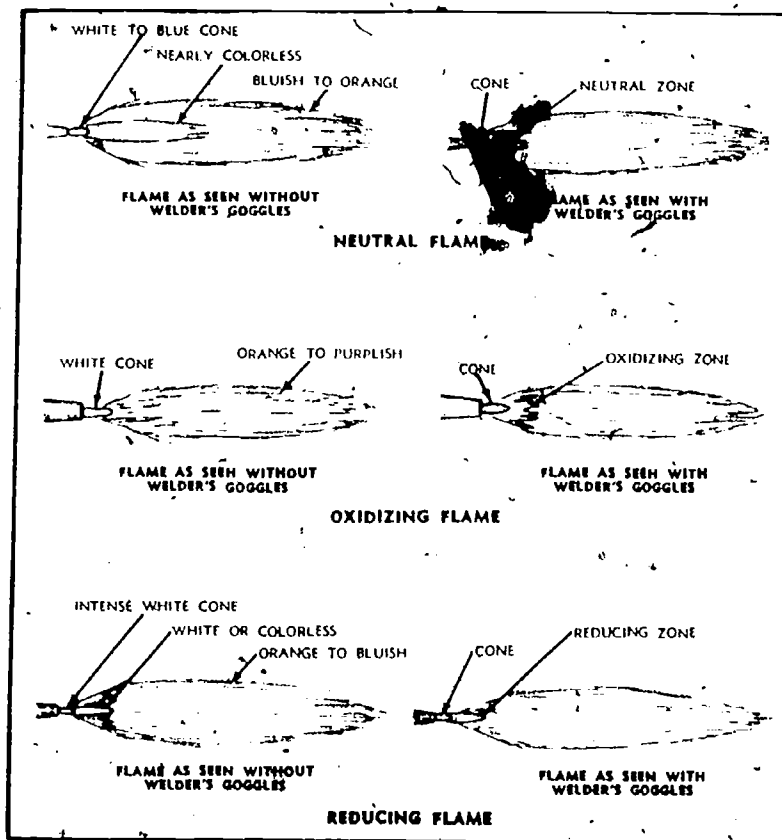 WHITE TO BLUE CONE
NEARLY COLORLESS
BLUISH TO ORANGE
FLAME AS SEEN WITHOUT
WELDER'S GOGGLES
CONE
NEUTRAL ZONE
FLAME AS SEEN WITH
WELDER'S GOGGLES
NEUTRAL FLAME
WHITE CONE
ORANGE TO PURPLISH
FLAME AS SEEN WITHOUT
WELDER'S GOGGLES
CONE
OXIDIZING ZONE
FLAME AS SEEN WITH
WELDER'S GOGGLES
OXIDIZING FLAME
INTENSE WHITE CONE
WHITE OR COLORLESS
ORANGE TO BLUISH
FLAME AS SEEN WITHOUT
WELDER'S GOGGLES
CONE
REDUCING ZONE
FLAME AS SEEN WITH
WELDER'S GOGGLES
REDUCING FLAME